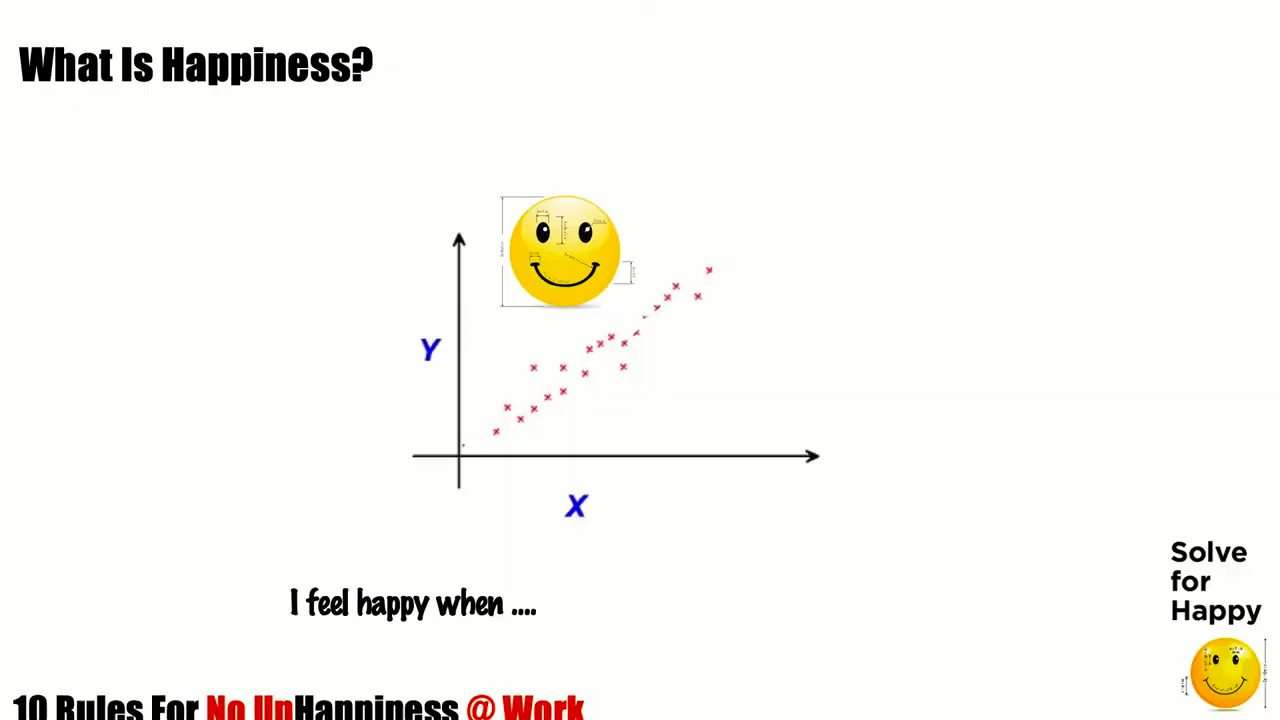 What Is Happiness?
Y
X
I feel happy when ....
Solve
for
Happy
10 Rules For No UnHappiness @ Work